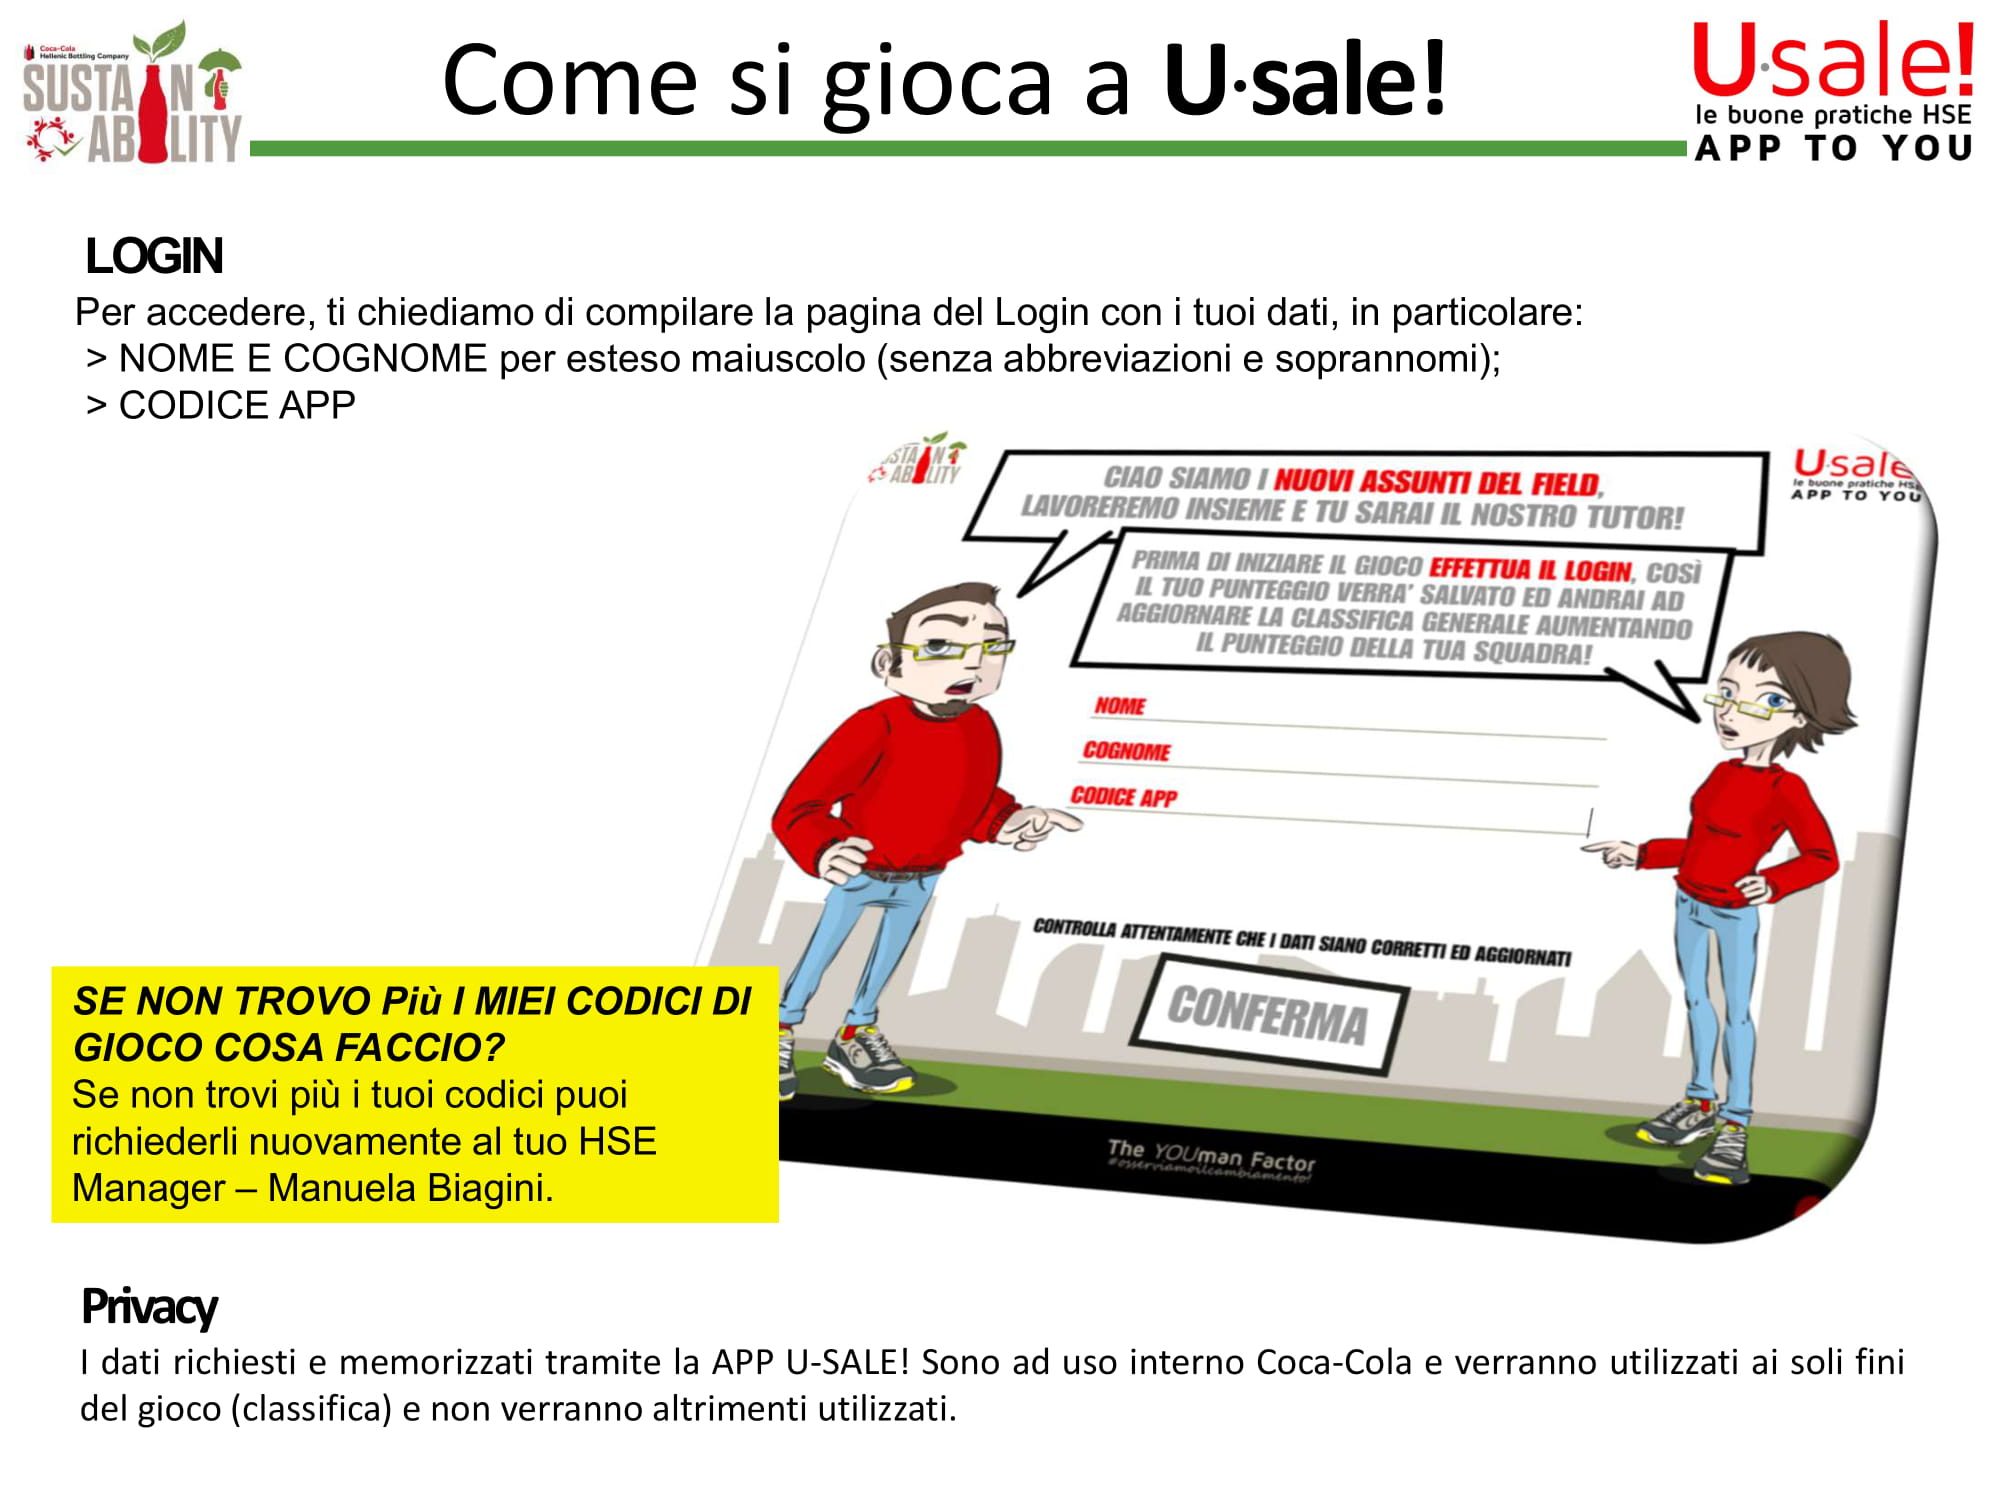 Coca-Cola
Hellenic Bottling Company
SUSTAIN
ABILITY
Come si gioca a U·sale!
U·sale!
le buone pratiche HSE
APP TO YOU
LOGIN
Per accedere, ti chiediamo di compilare la pagina del Login con i tuoi dati, in particolare:
> NOME E COGNOME per esteso maiuscolo (senza abbreviazioni e soprannomi);
> CODICE APP
STAIN
ABILITY
U·sale
le buone pratiche HSE
APP TO YOU
CIAO SIAMO I NUOVI ASSUNTI DEL FIELD,
LAVOREREMO INSIEME E TU SARAI IL NOSTRO TUTOR!
PRIMA DI INIZIARE IL GIOCO EFFETTUA IL LOGIN, COSÌ
IL TUO PUNTEGGIO VERRA' SALVATO ED ANDRAI AD
AGGIORNARE LA CLASSIFICA GENERALE AUMENTANDO
IL PUNTEGGIO DELLA TUA SQUADRA!
NOME
COGNOME
CODICE APP
CONTROLLA ATTENTAMENTE CHE I DATI SIANO CORRETTI ED AGGIORNATI
CONFERMA
The YOUman Factor
#osserviamoilcambiamento!
SE NON TROVO Più I MIEI CODICI DI
GIOCO COSA FACCIO?
Se non trovi più i tuoi codici puoi
richiederli nuovamente al tuo HSE
Manager – Manuela Biagini.
Privacy
I dati richiesti e memorizzati tramite la APP U-SALE! Sono ad uso interno Coca-Cola e verranno utilizzati ai soli fini
del gioco (classifica) e non verranno altrimenti utilizzati.